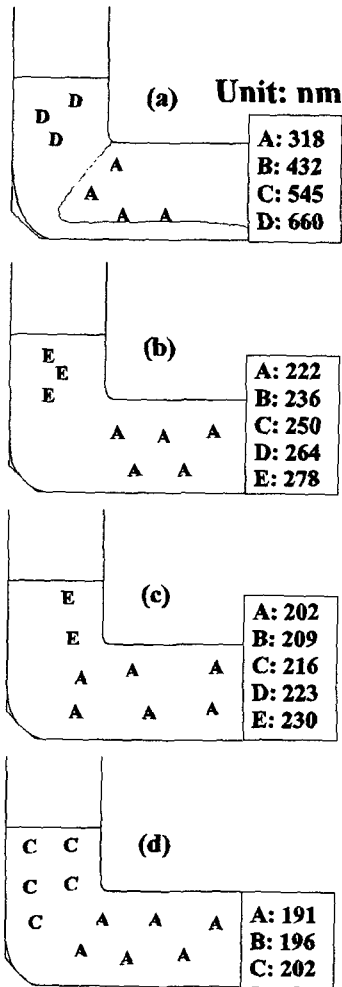 D
(a) Unit: nm
D
D
A
A
A A
A: 318
B: 432
C: 545
D: 660
(b)
E
E
E
A A A
A A
A: 222
B: 236
C: 250
D: 264
E: 278
(c)
E
E
A A A
A A A
A: 202
B: 209
C: 216
D: 223
E: 230
(d)
C C
C C
C A A A
A A A
A: 191
B: 196
C: 202